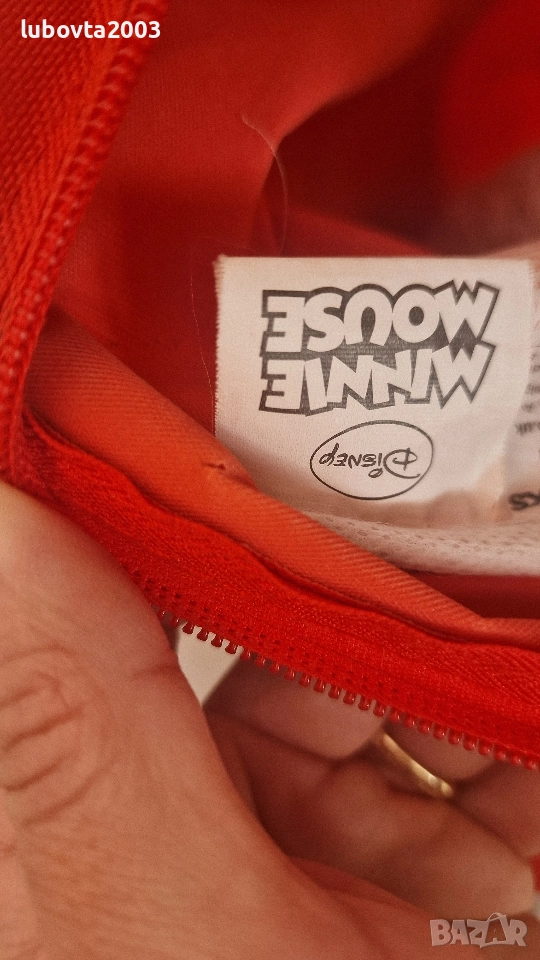 lubovta2003
MINNIE
MOUSE
Disney
BAZAR